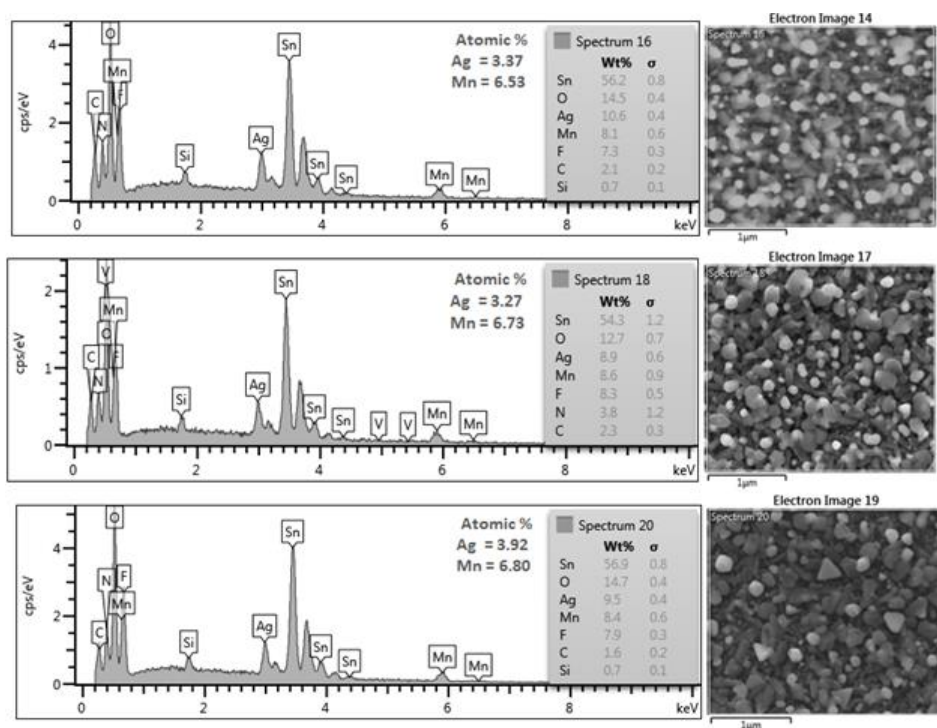 Electron Image 14
Atomic %
Ag = 3.37
Mn = 6.53
Spectrum 16
Wt% σ
Sn 56.2 0.8
O 14.5 0.4
Ag 10.6 0.4
Mn 8.1 0.6
F 7.3 0.3
C 2.1 0.2
Si 0.7 0.1
cps/eV
4
2
0
C
N
O
Mn
F
Si
Ag
Sn
Sn
Sn
Mn
Mn
0 2 4 6 8 keV
Spectrum 16
1µm
Electron Image 17
Atomic %
Ag = 3.27
Mn = 6.73
Spectrum 18
Wt% σ
Sn 54.3 1.2
O 12.7 0.7
Ag 8.9 0.6
Mn 8.6 0.9
F 8.3 0.5
N 3.8 1.2
C 2.3 0.3
cps/eV
2
1
0
C
N
O
V
Mn
F
Si
Ag
Sn
Sn
Sn
V
V
Mn
Mn
0 2 4 6 8 keV
Spectrum 18
1µm
Electron Image 19
Atomic %
Ag = 3.92
Mn = 6.80
Spectrum 20
Wt% σ
Sn 56.9 0.8
O 14.7 0.4
Ag 9.5 0.4
Mn 8.4 0.6
F 7.9 0.3
C 1.6 0.2
Si 0.7 0.1
cps/eV
4
2
0
C
N
O
Mn
F
Si
Ag
Sn
Sn
Sn
Mn
Mn
0 2 4 6 8 keV
Spectrum 20
1µm